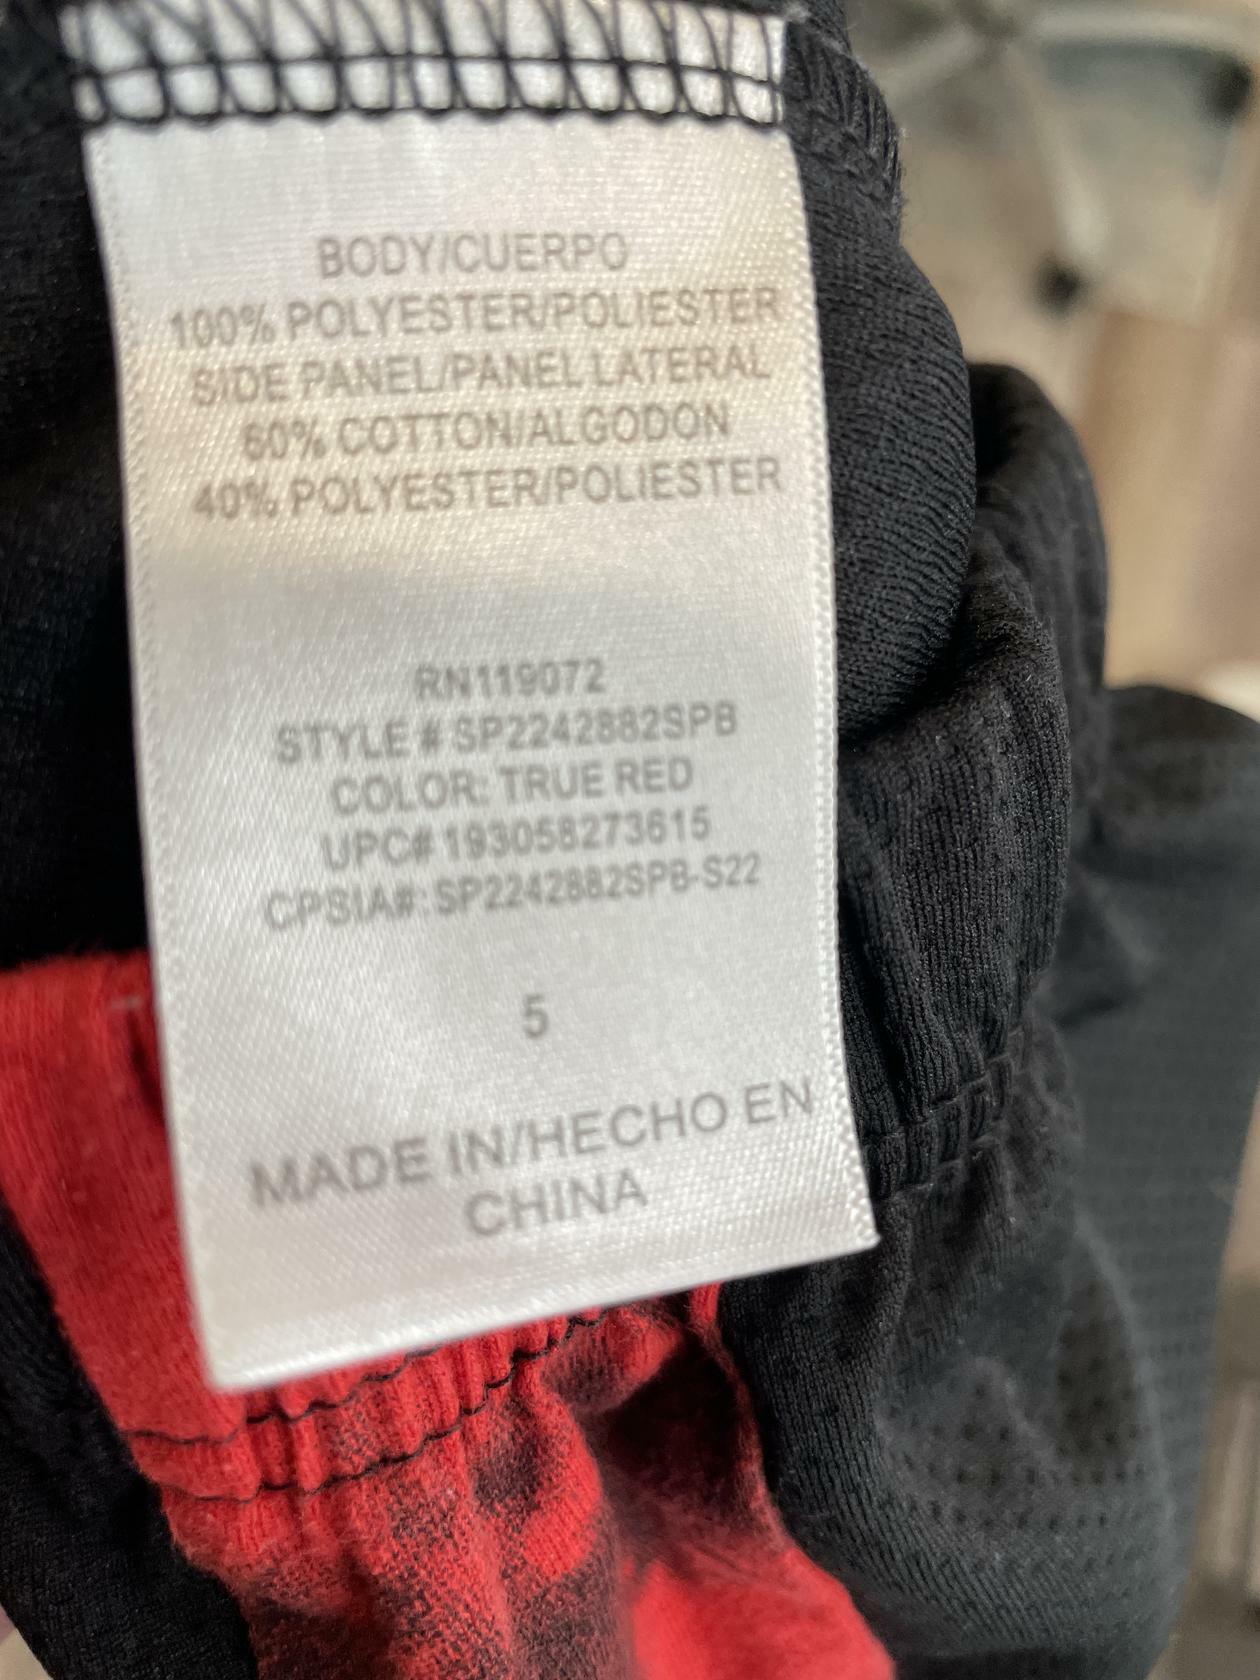 BODY/CUERPO
100% POLYESTER/POLIESTER
SIDE PANEL/PANEL LATERAL
60% COTTON/ALGODON
40% POLYESTER/POLIESTER
RN119072
STYLE # SP2242882SPB
COLOR: TRUE RED
UPC# 193058273615
CPSIA#: SP2242882SPB-S22
5
MADE IN/HECHO EN
CHINA